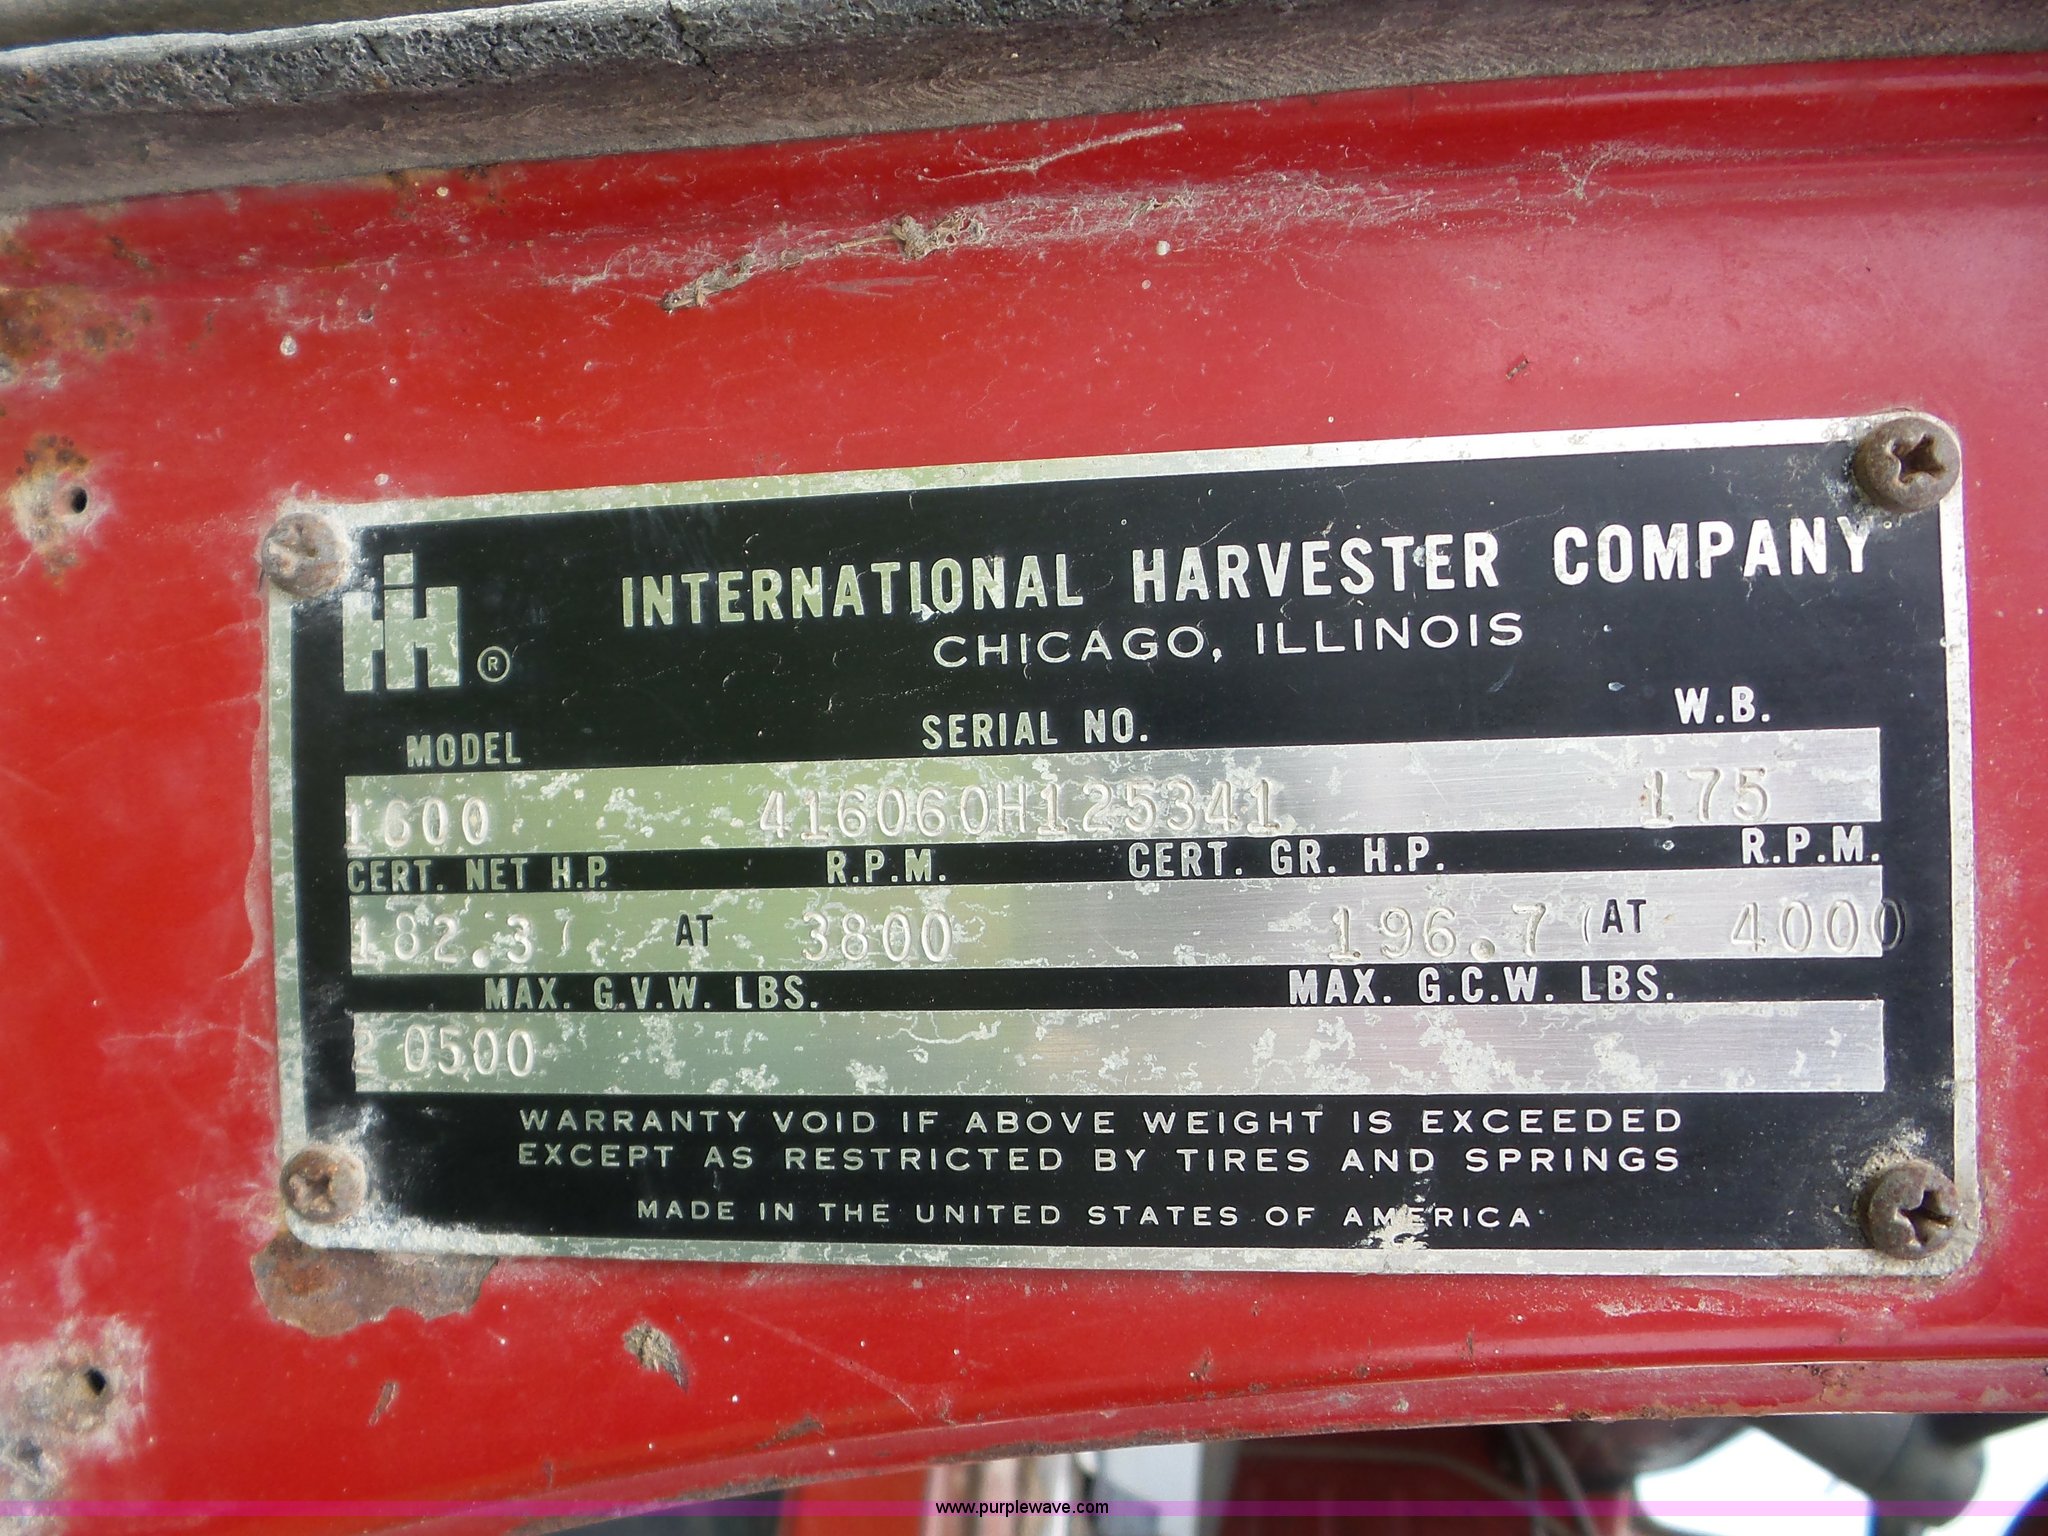 IH ®
INTERNATIONAL HARVESTER COMPANY
CHICAGO, ILLINOIS
MODEL SERIAL NO. W.B.
1600 416060H125341 175
CERT. NET H.P. R.P.M. CERT. GR. H.P. R.P.M.
182.3 AT 3800 196.7 AT 4000
MAX. G.V.W. LBS. MAX. G.C.W. LBS.
20500
WARRANTY VOID IF ABOVE WEIGHT IS EXCEEDED
EXCEPT AS RESTRICTED BY TIRES AND SPRINGS
MADE IN THE UNITED STATES OF AMERICA
www.purplewave.com